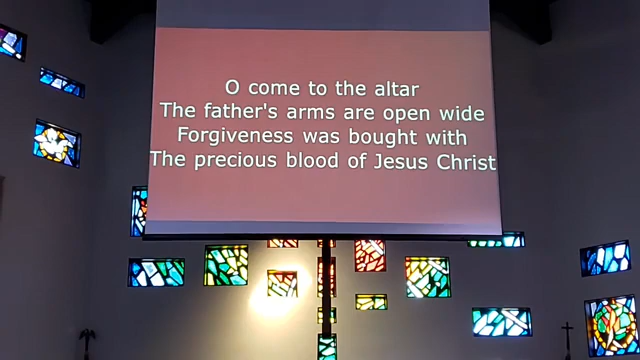 O come to the altar
The father's arms are open wide
Forgiveness was bought with
The precious blood of Jesus Christ